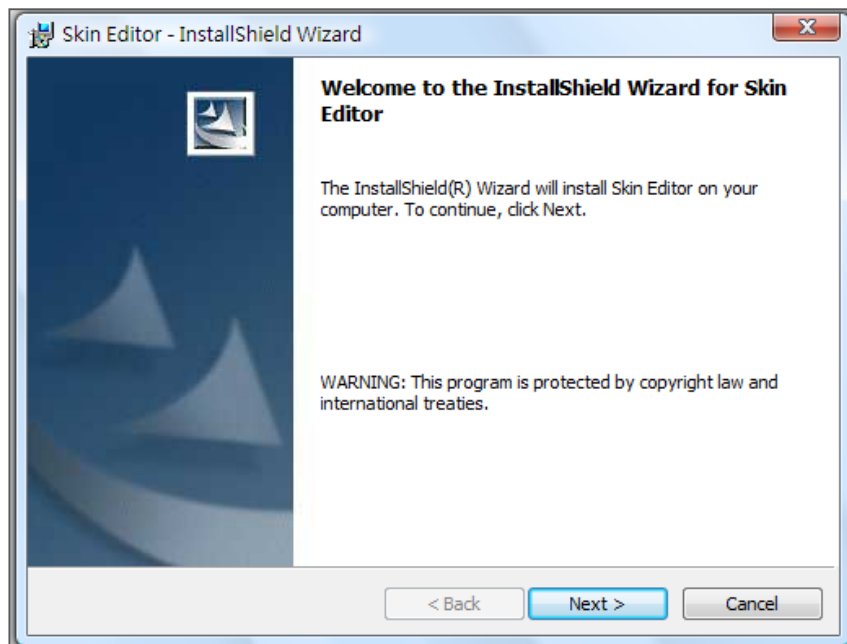 Skin Editor - InstallShield Wizard
Welcome to the InstallShield Wizard for Skin
Editor
The InstallShield(R) Wizard will install Skin Editor on your
computer. To continue, click Next.
WARNING: This program is protected by copyright law and
international treaties.
< Back
Next >
Cancel